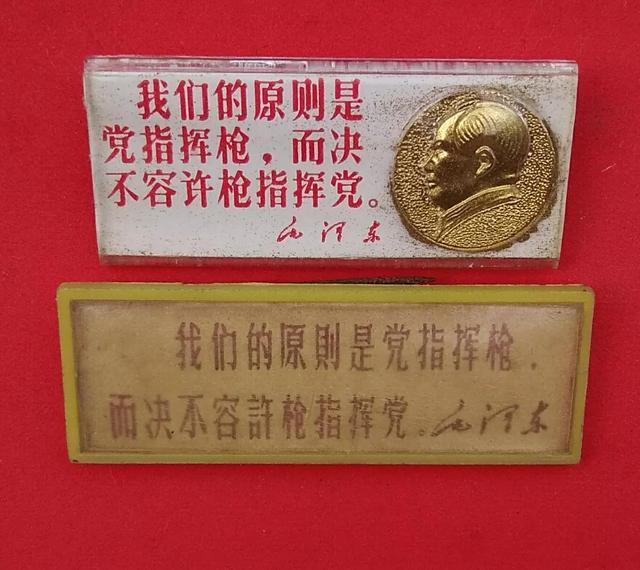 我们的原则是
党指挥枪，而决
不容许枪指挥党。
毛泽东
我们的原則是党指挥枪，
而决不容許枪指挥党。毛泽东